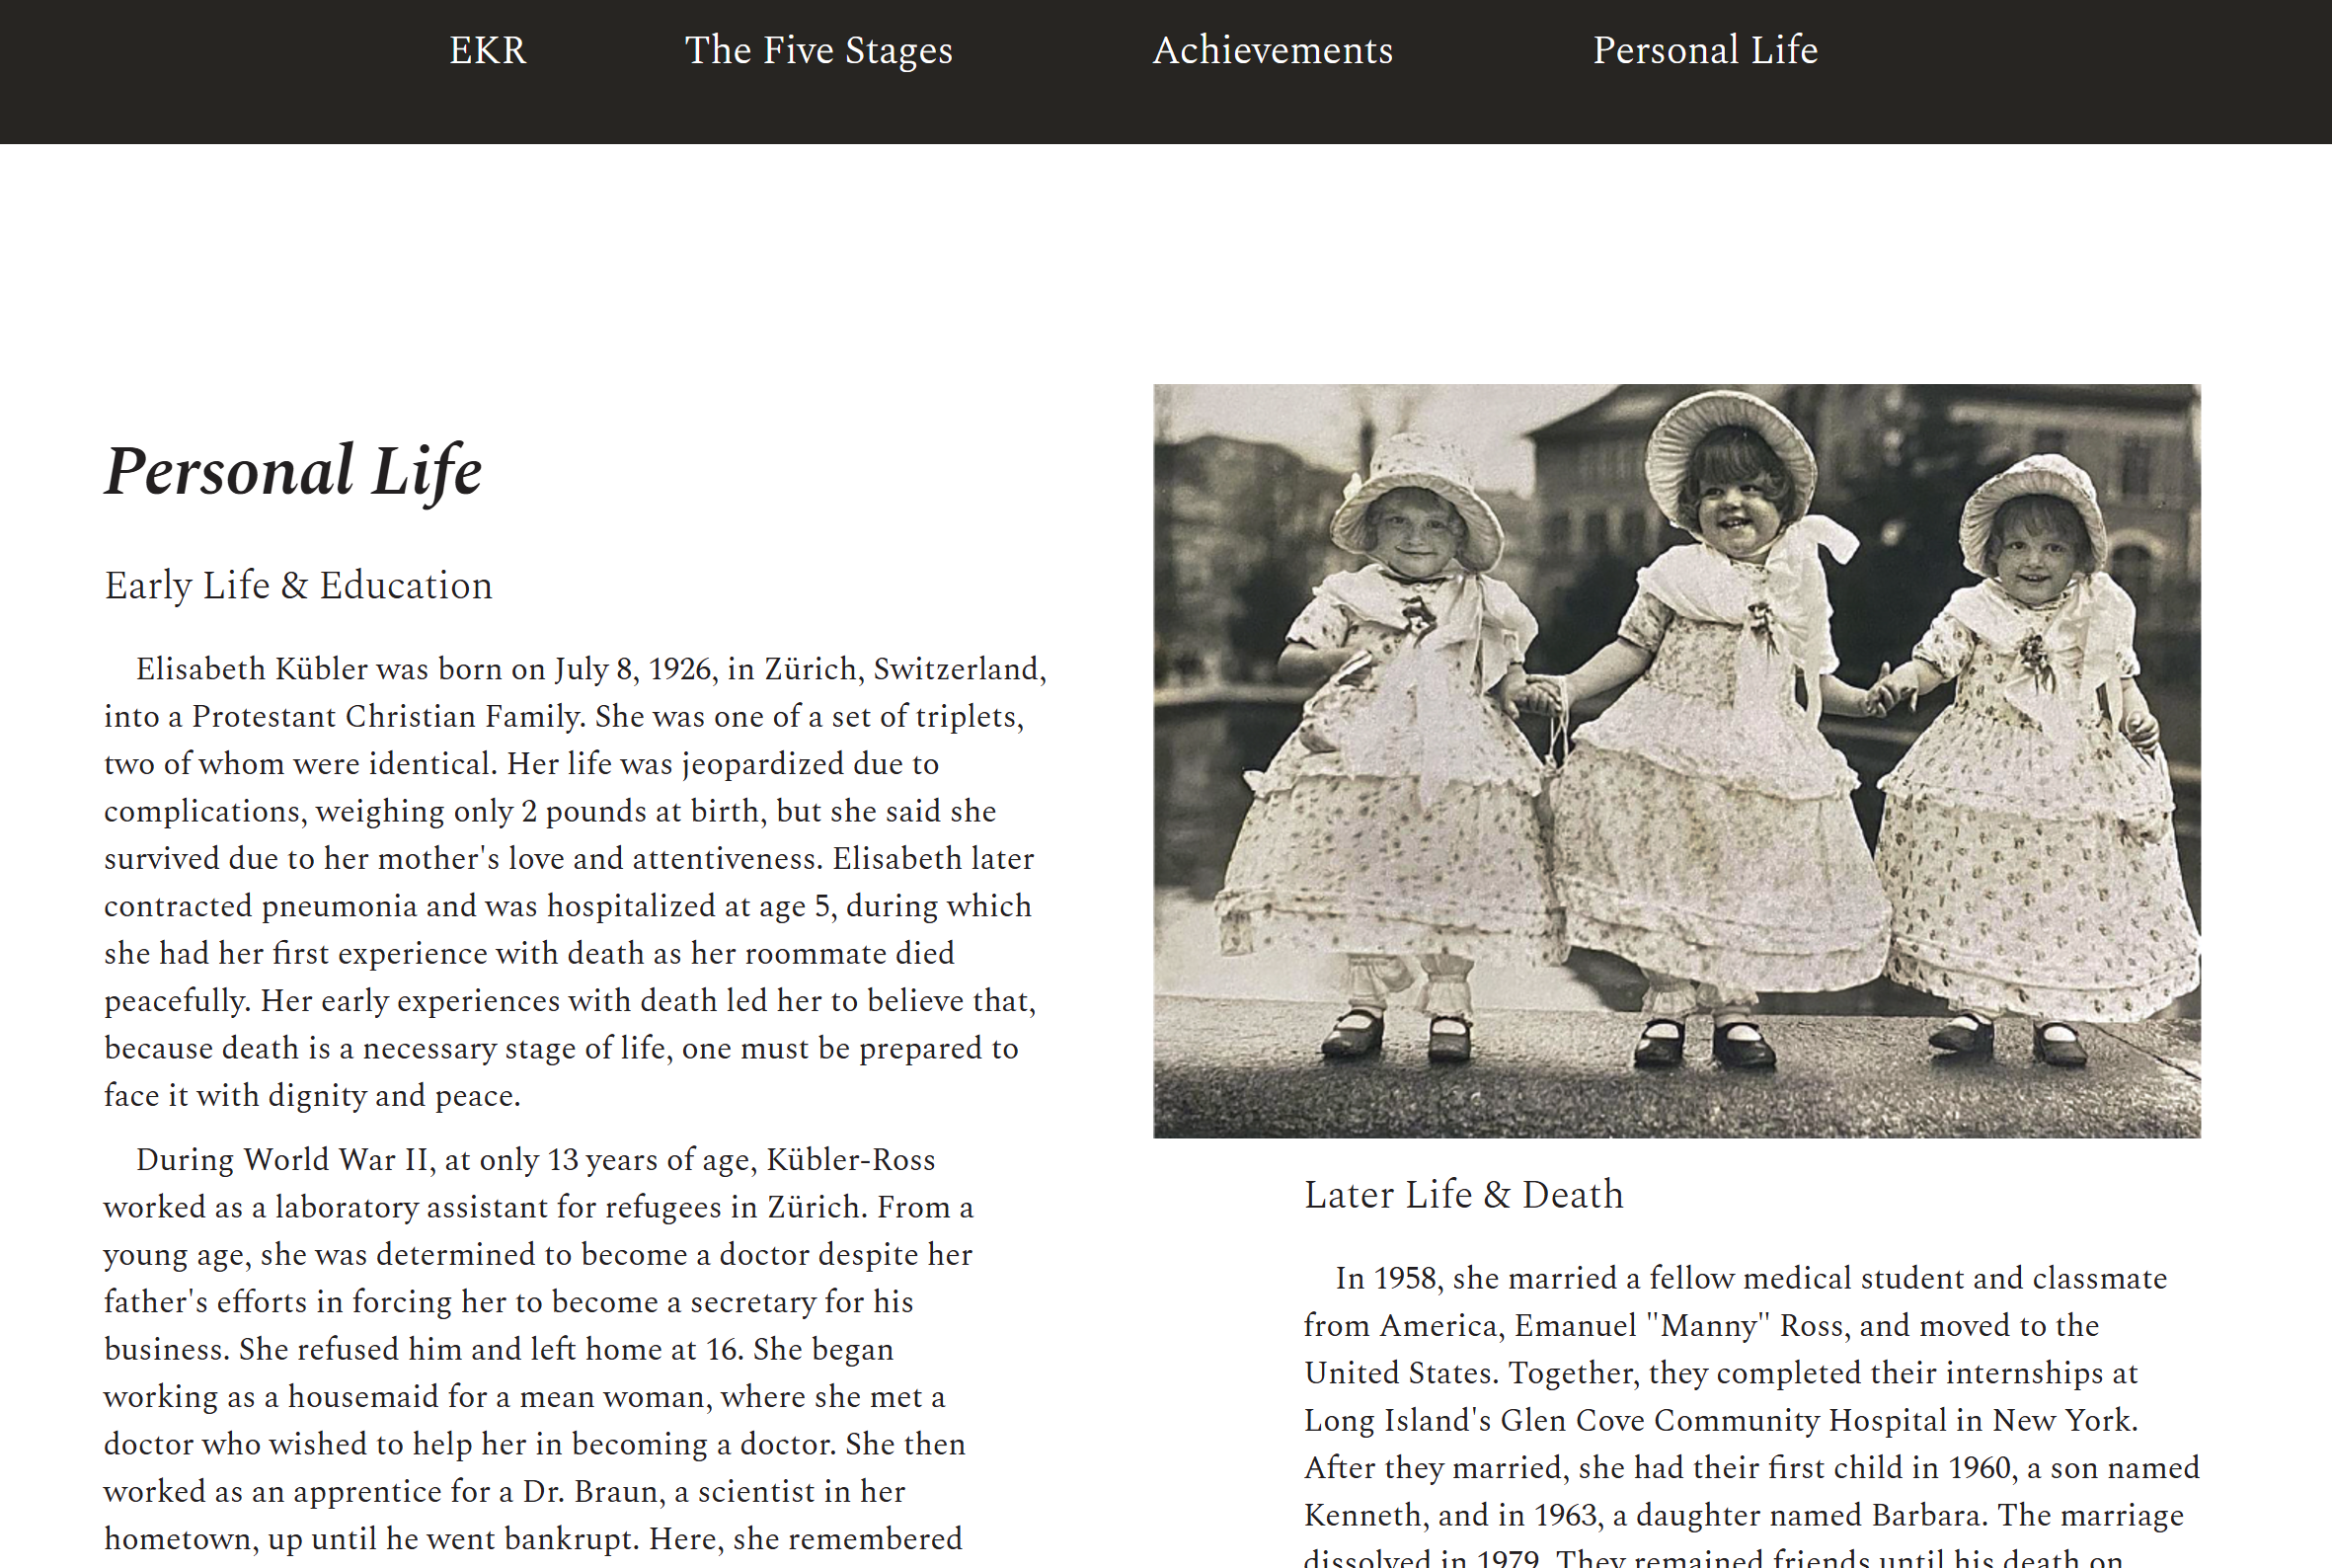 EKR The Five Stages Achievements Personal Life
Personal Life
Early Life & Education
Elisabeth Kübler was born on July 8, 1926, in Zürich, Switzerland,
into a Protestant Christian Family. She was one of a set of triplets,
two of whom were identical. Her life was jeopardized due to
complications, weighing only 2 pounds at birth, but she said she
survived due to her mother's love and attentiveness. Elisabeth later
contracted pneumonia and was hospitalized at age 5, during which
she had her first experience with death as her roommate died
peacefully. Her early experiences with death led her to believe that,
because death is a necessary stage of life, one must be prepared to
face it with dignity and peace.
During World War II, at only 13 years of age, Kübler-Ross
worked as a laboratory assistant for refugees in Zürich. From a
young age, she was determined to become a doctor despite her
father's efforts in forcing her to become a secretary for his
business. She refused him and left home at 16. She began
working as a housemaid for a mean woman, where she met a
doctor who wished to help her in becoming a doctor. She then
worked as an apprentice for a Dr. Braun, a scientist in her
hometown, up until he went bankrupt. Here, she remembered
Later Life & Death
In 1958, she married a fellow medical student and classmate
from America, Emanuel "Manny" Ross, and moved to the
United States. Together, they completed their internships at
Long Island's Glen Cove Community Hospital in New York.
After they married, she had their first child in 1960, a son named
Kenneth, and in 1963, a daughter named Barbara. The marriage
dissolved in 1979. They remained friends until his death on